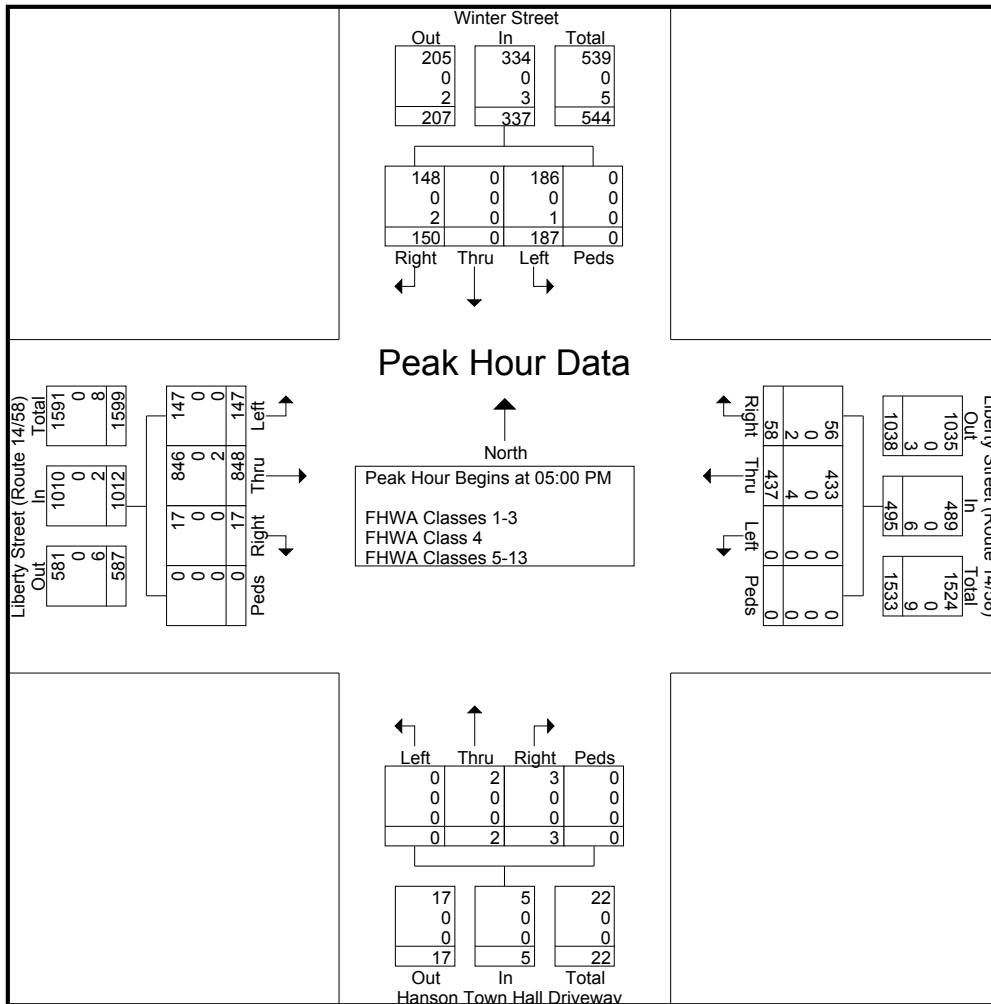 Winter Street
Out In Total
205 334 539
0 0 0
2 3 5
207 337 544
148 0 186 0
0 0 0 0
2 0 1 0
150 0 187 0
Right Thru Left Peds
Peak Hour Data
North
Peak Hour Begins at 05:00 PM
FHWA Classes 1-3
FHWA Class 4
FHWA Classes 5-13
Liberty Street (Route 14/58)
Total In Out
1591 1010 581
0 0 0
8 2 6
1599 1012 587
147 846 17 0
0 0 0 0
0 2 0 0
147 848 17 0
Left Thru Right Peds
Liberty Street (Route 14/58)
Out In Total
1035 489 1524
0 0 0
3 6 9
1038 495 1533
56 433 0 0
0 0 0 0
2 4 0 0
58 437 0 0
Right Thru Left Peds
Left Thru Right Peds
0 2 3 0
0 0 0 0
0 0 0 0
0 2 3 0
17 5 22
0 0 0
0 0 0
17 5 22
Out In Total
Hanson Town Hall Driveway